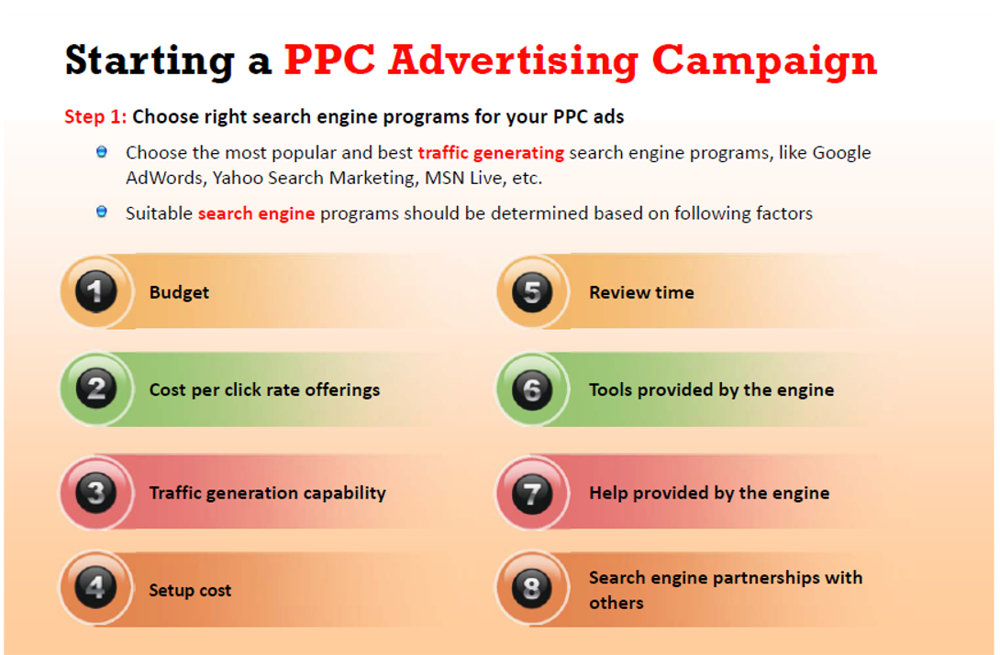 Starting a PPC Advertising Campaign
Step 1: Choose right search engine programs for your PPC ads
Choose the most popular and best traffic generating search engine programs, like Google
AdWords, Yahoo Search Marketing, MSN Live, etc.
Suitable search engine programs should be determined based on following factors
1 Budget
2 Cost per click rate offerings
3 Traffic generation capability
4 Setup cost
5 Review time
6 Tools provided by the engine
7 Help provided by the engine
8 Search engine partnerships with
others